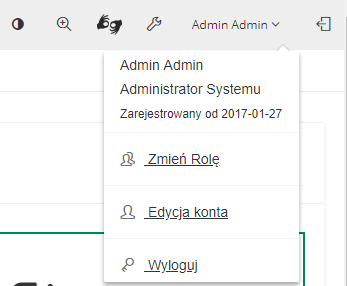 Admin Admin
Admin Admin
Administrator Systemu
Zarejestrowany od 2017-01-27
Zmień Rolę
Edycja konta
Wyloguj